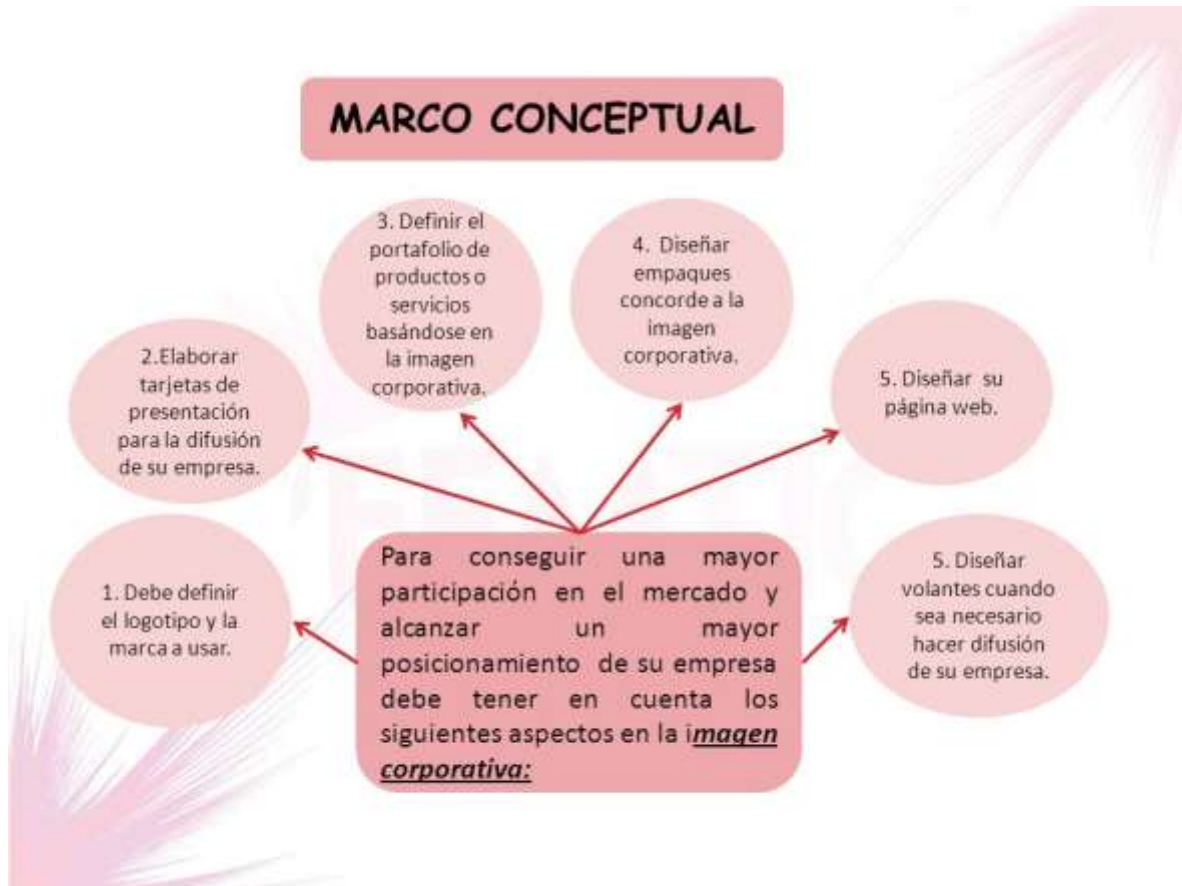 MARCO CONCEPTUAL
3. Definir el
portafolio de
productos o
servicios
basándose en
la imagen
corporativa.
4. Diseñar
empaques
concorde a la
imagen
corporativa.
2.Elaborar
tarjetas de
presentación
para la difusión
de su empresa.
5. Diseñar su
página web.
1. Debe definir
el logotipo y la
marca a usar.
Para conseguir una mayor
participación en el mercado y
alcanzar un mayor
posicionamiento de su empresa
debe tener en cuenta los
siguientes aspectos en la imagen
corporativa:
5. Diseñar
volantes cuando
sea necesario
hacer difusión
de su empresa.